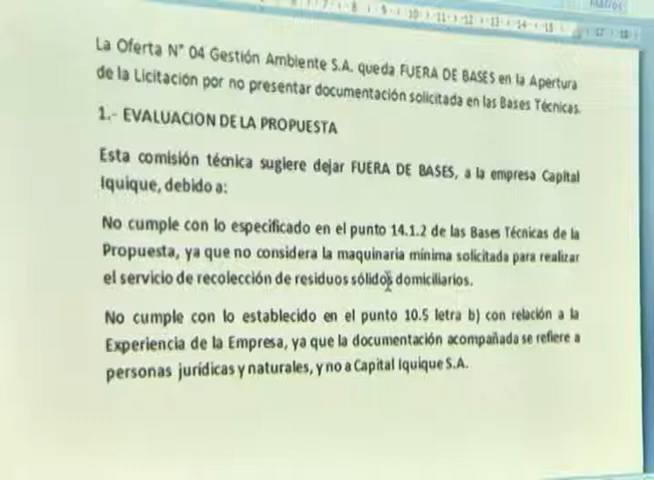 La Oferta N° 04 Gestión Ambiente S.A. queda FUERA DE BASES en la Apertura
de la Licitación por no presentar documentación solicitada en las Bases Técnicas.
1.- EVALUACION DE LA PROPUESTA
Esta comisión técnica sugiere dejar FUERA DE BASES, a la empresa Capital
Iquique, debido a:
No cumple con lo especificado en el punto 14.1.2 de las Bases Técnicas de la
Propuesta, ya que no considera la maquinaria mínima solicitada para realizar
el servicio de recolección de residuos sólidos domiciliarios.
No cumple con lo establecido en el punto 10.5 letra b) con relación a la
Experiencia de la Empresa, ya que la documentación acompañada se refiere a
personas jurídicas y naturales, y no a Capital Iquique S.A.